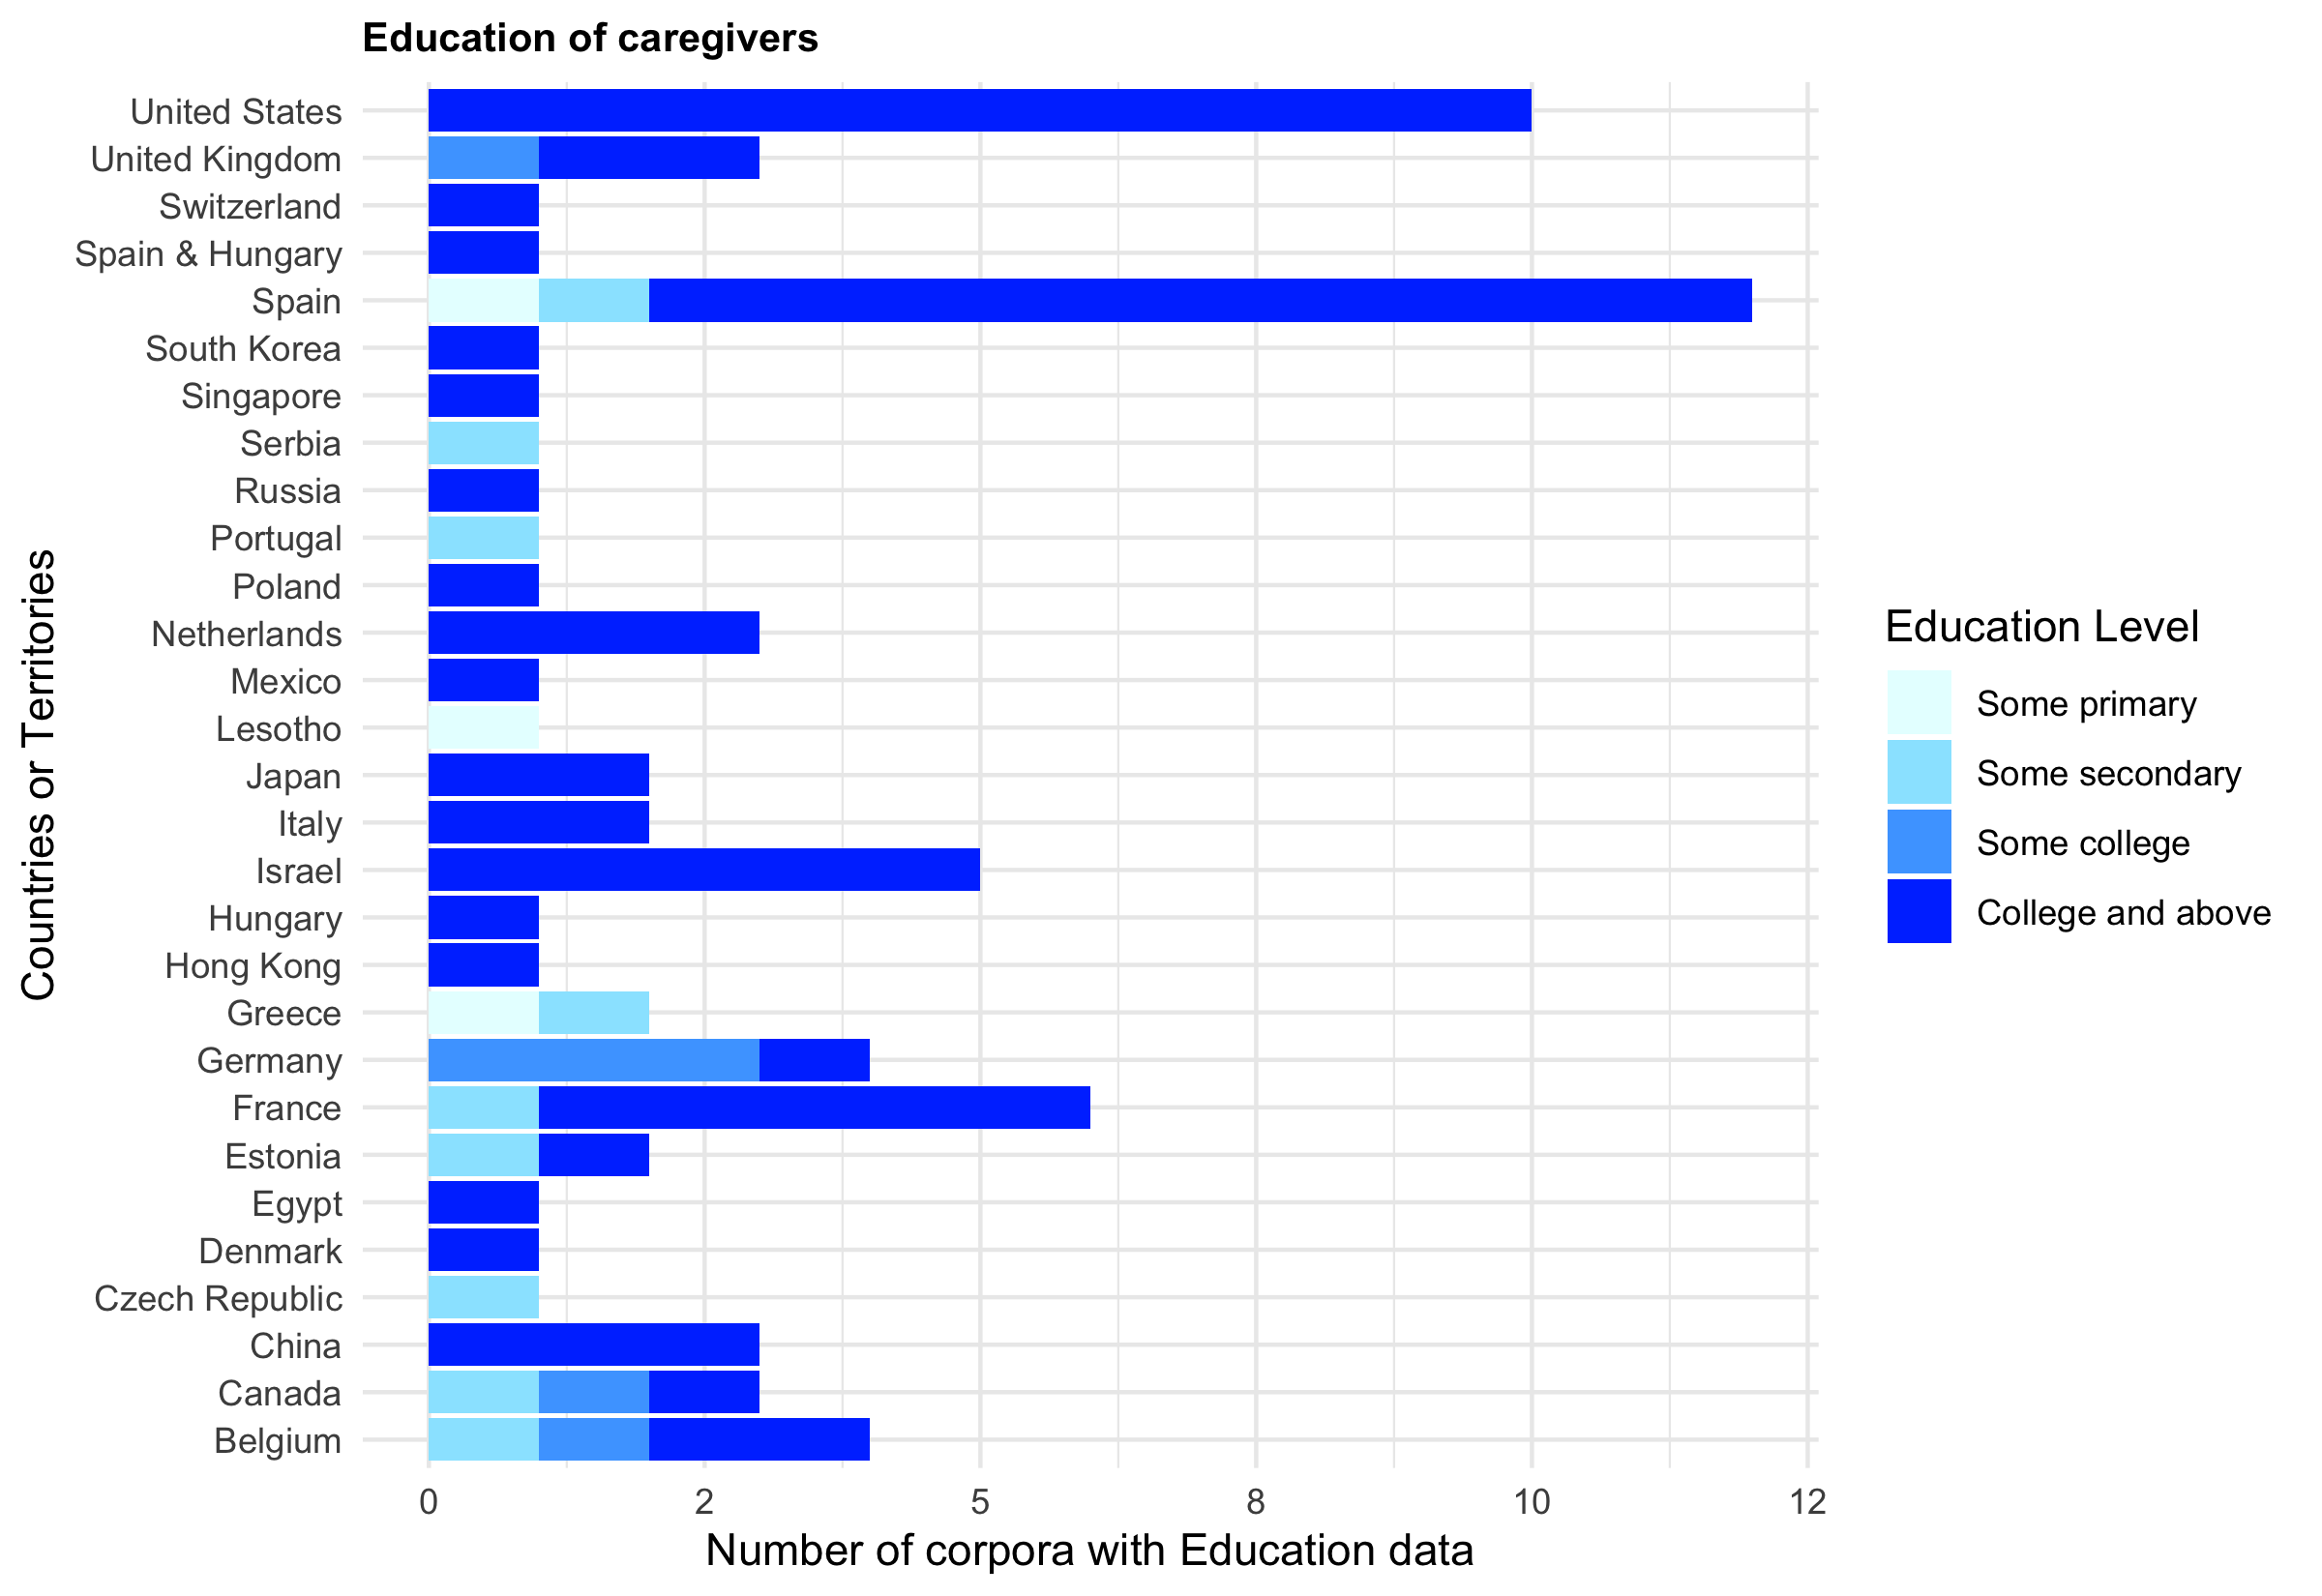 Education of caregivers
United States
United Kingdom
Switzerland
Spain & Hungary
Spain
South Korea
Singapore
Serbia
Russia
Portugal
Poland
Netherlands
Mexico
Lesotho
Japan
Italy
Israel
Hungary
Hong Kong
Greece
Germany
France
Estonia
Egypt
Denmark
Czech Republic
China
Canada
Belgium
Countries or Territories
0 2 5 8 10 12
Number of corpora with Education data
Education Level
Some primary
Some secondary
Some college
College and above